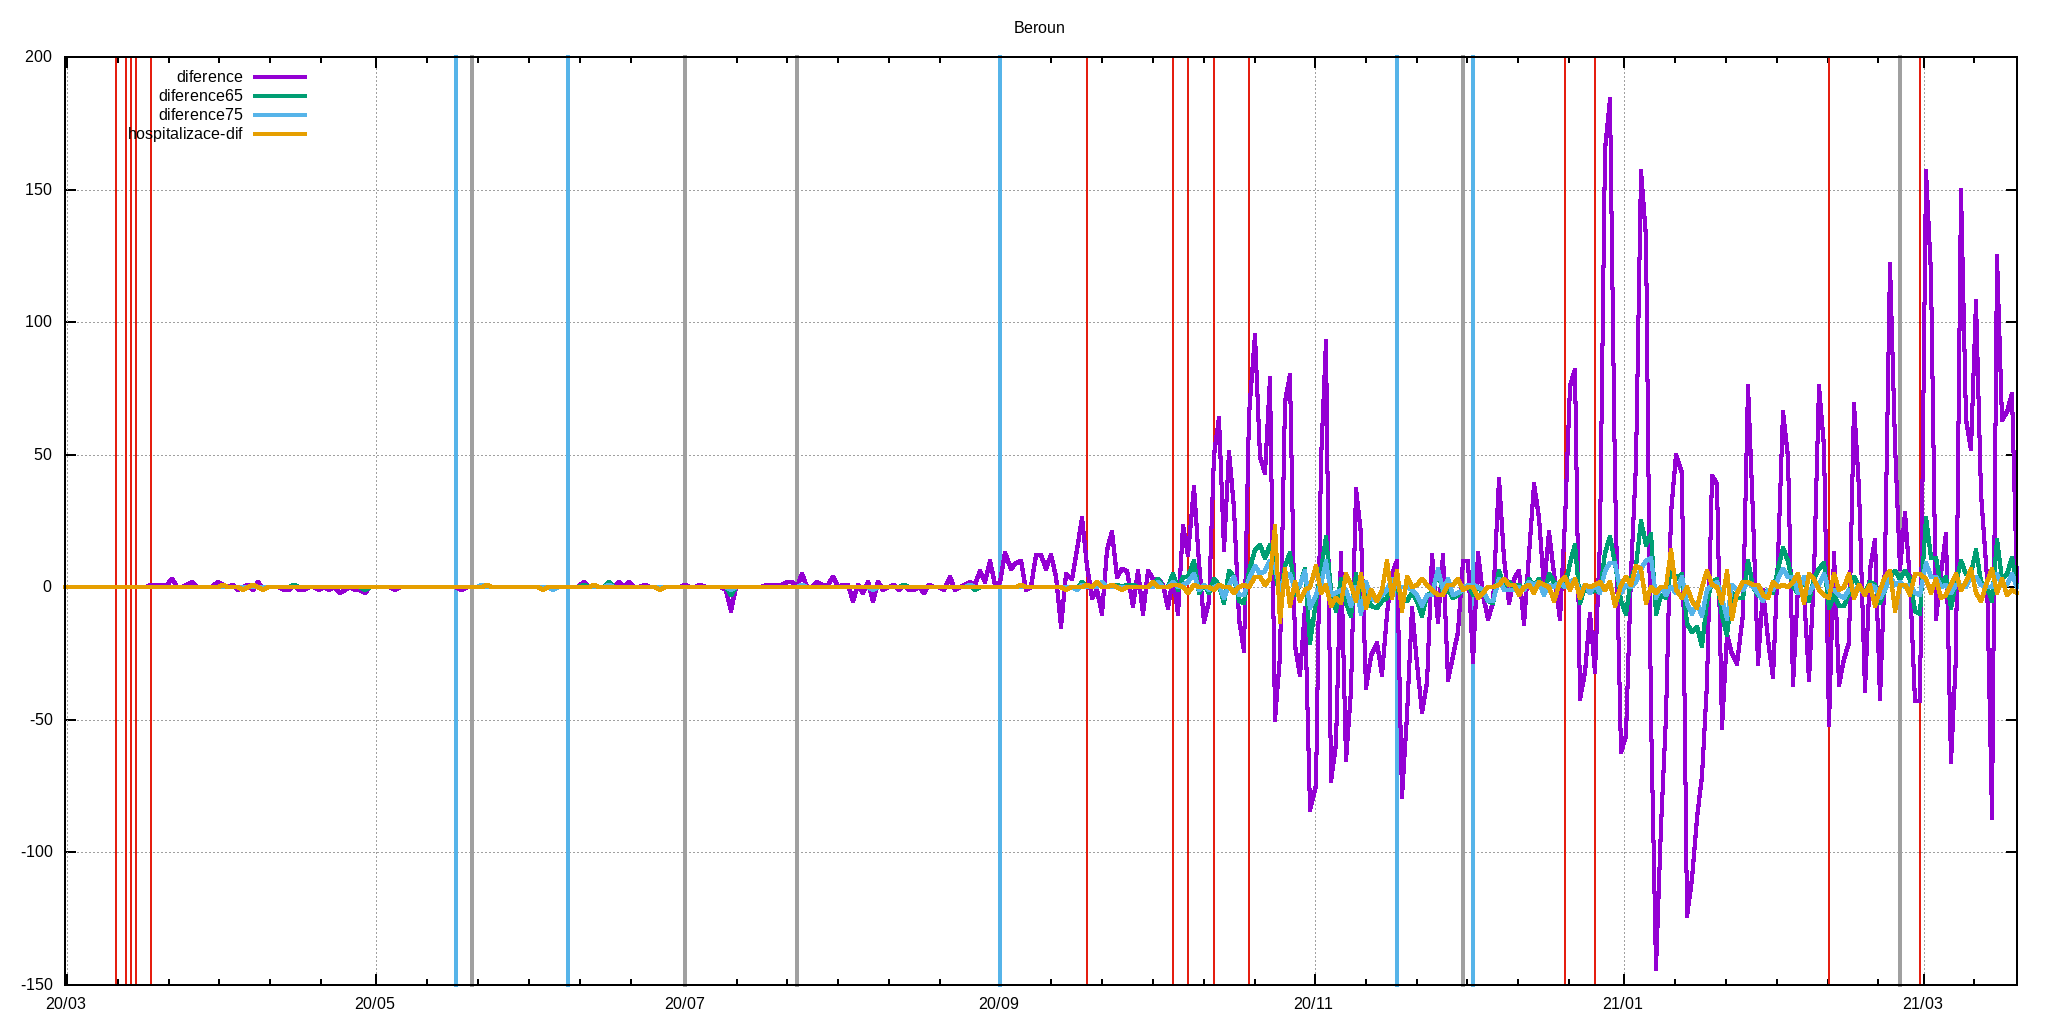 Beroun
200
diference
diference65
diference75
hospitalizace-dif
150
100
50
0
-50
-100
-150
20/03 20/05 20/07 20/09 20/11 21/01 21/03